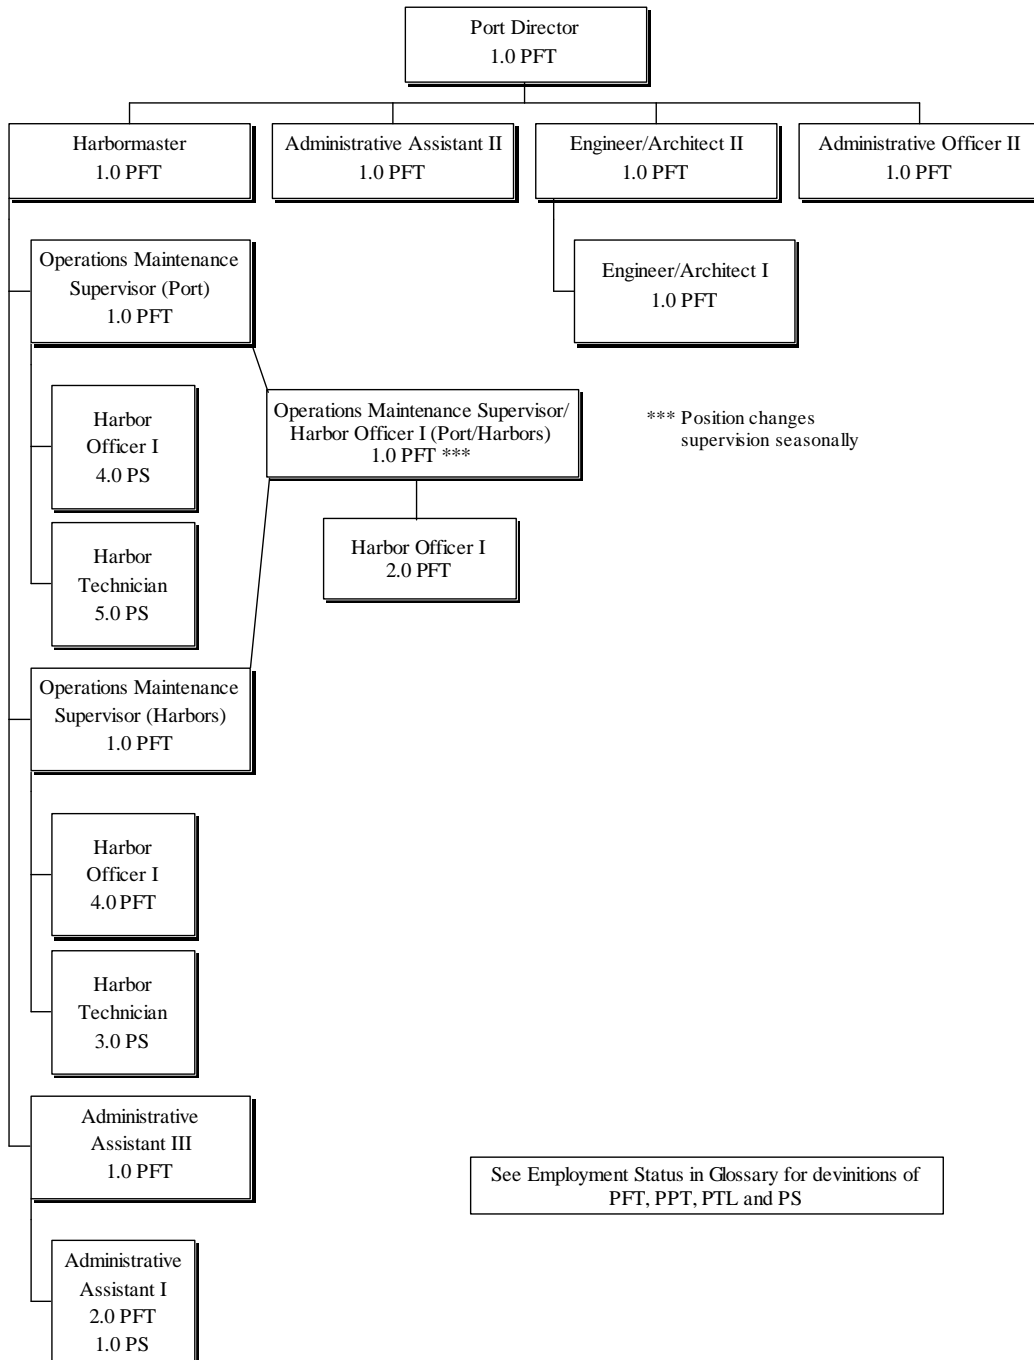 Port Director
1.0 PFT
Harbormaster
1.0 PFT
Administrative Assistant II
1.0 PFT
Engineer/Architect II
1.0 PFT
Administrative Officer II
1.0 PFT
Operations Maintenance
Supervisor (Port)
1.0 PFT
Engineer/Architect I
1.0 PFT
Harbor
Officer I
4.0 PS
Operations Maintenance Supervisor/
Harbor Officer I (Port/Harbors)
1.0 PFT ***
*** Position changes
supervision seasonally
Harbor
Technician
5.0 PS
Harbor Officer I
2.0 PFT
Operations Maintenance
Supervisor (Harbors)
1.0 PFT
Harbor
Officer I
4.0 PFT
Harbor
Technician
3.0 PS
Administrative
Assistant III
1.0 PFT
See Employment Status in Glossary for devinitions of
PFT, PPT, PTL and PS
Administrative
Assistant I
2.0 PFT
1.0 PS